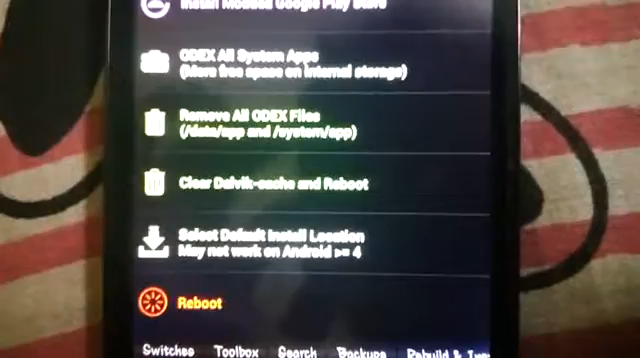 Install Modded Google Play Store
ODEX All System Apps
(More free space on internal storage)
Remove All ODEX Files
(/data/app and /system/app)
Clear Dalvik-cache and Reboot
Select Default Install Location
May not work on Android >= 4
Reboot
Switches Toolbox Search Backups Rebuild &